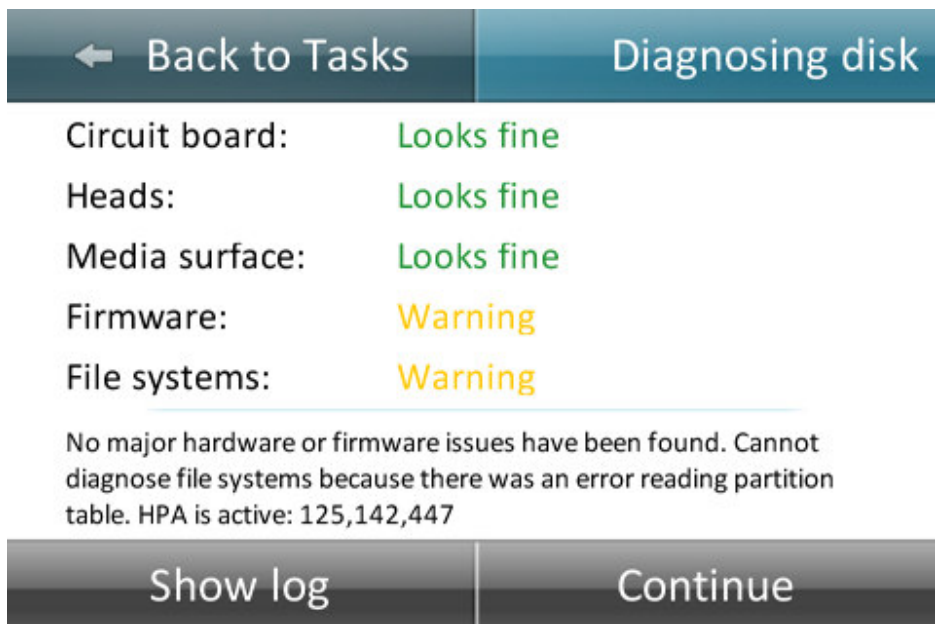 Back to Tasks
Diagnosing disk
Circuit board: Looks fine
Heads: Looks fine
Media surface: Looks fine
Firmware: Warning
File systems: Warning
No major hardware or firmware issues have been found. Cannot
diagnose file systems because there was an error reading partition
table. HPA is active: 125,142,447
Show log
Continue